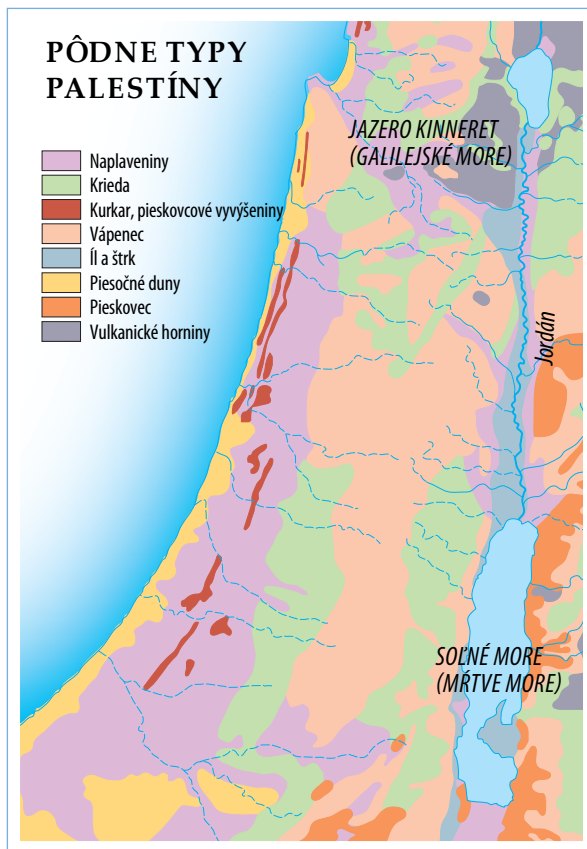 PÔDNE TYPY
PALESTÍNY
Naplaveniny
Krieda
Kurkar, pieskovcové vyvýšeniny
Vápenec
Íl a štrk
Piesočné duny
Pieskovec
Vulkanické horniny
JAZERO KINNERET
(GALILEJSKÉ MORE)
Jordán
SOĽNÉ MORE
(MŔTVE MORE)